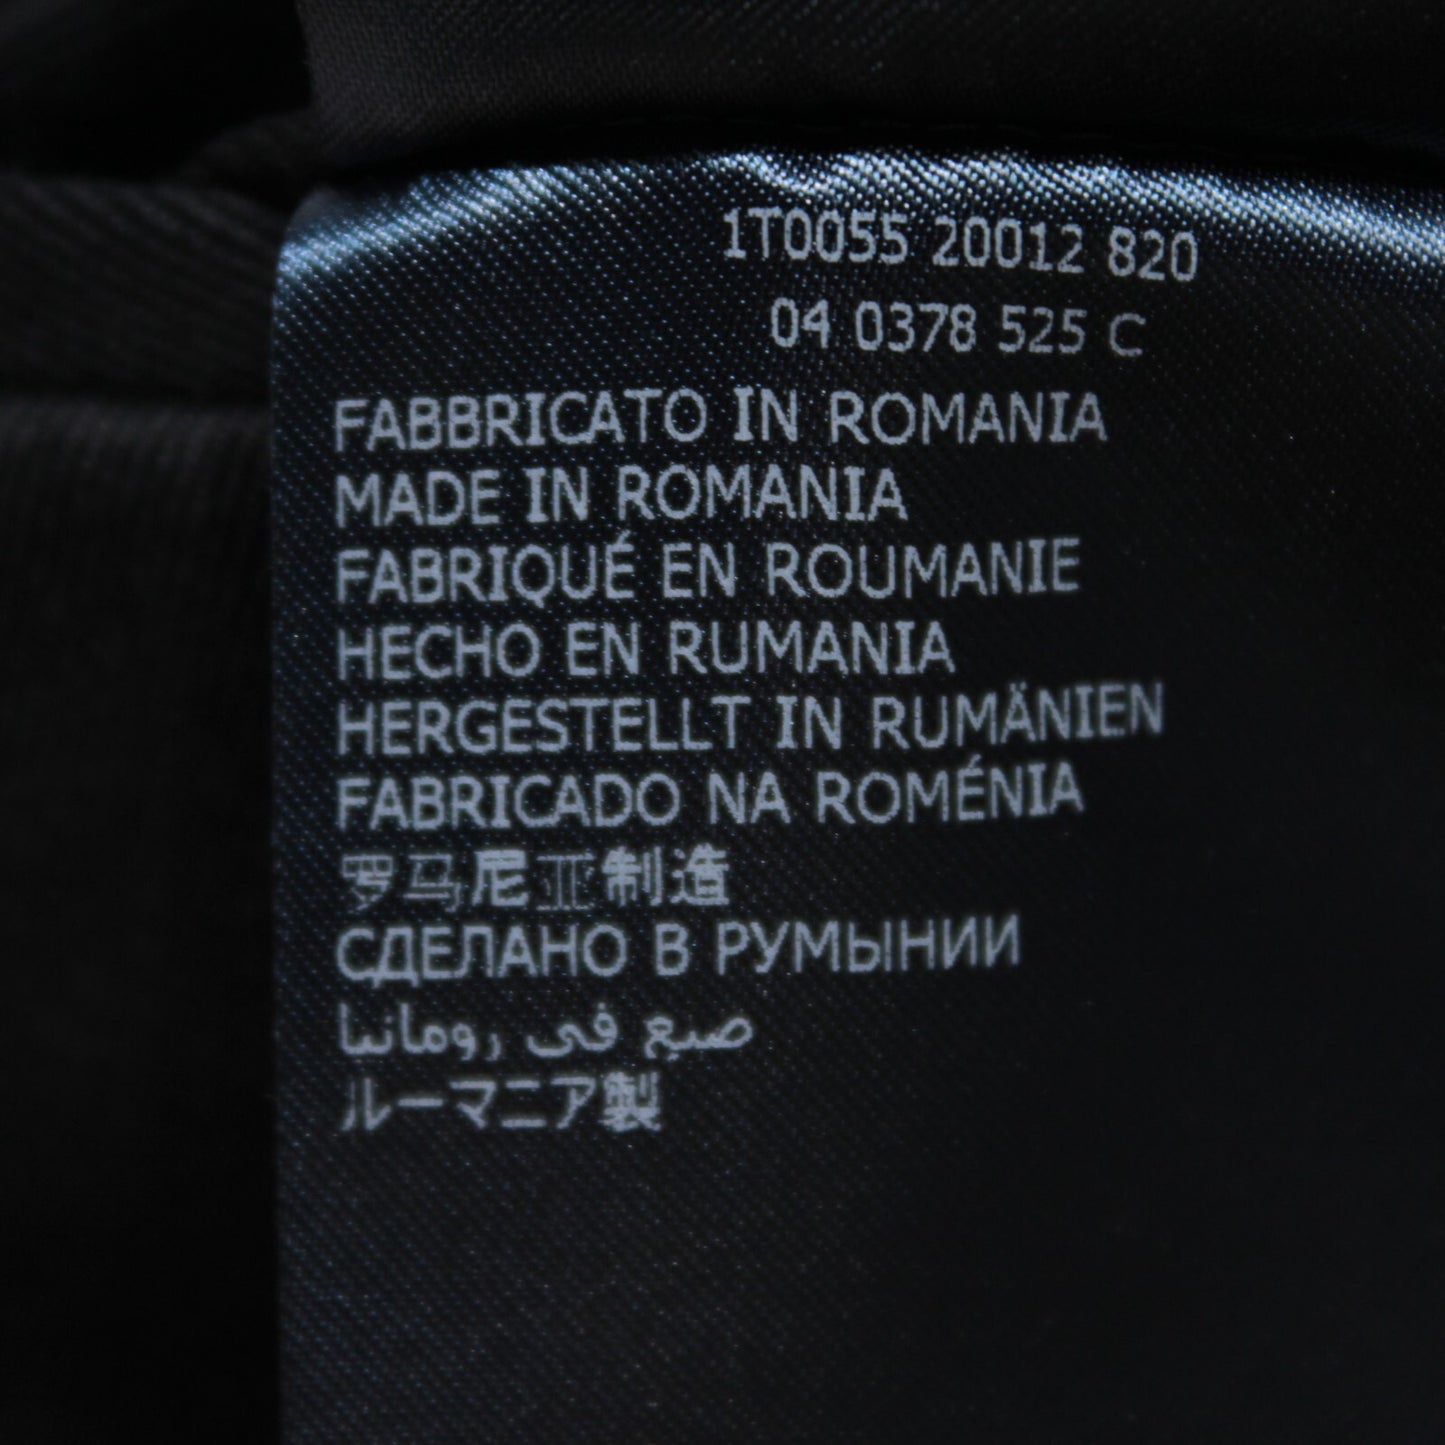 1T0055 20012 820
04 0378 525 C
FABBRICATO IN ROMANIA
MADE IN ROMANIA
FABRIQUÉ EN ROUMANIE
HECHO EN RUMANIA
HERGESTELLT IN RUMÄNIEN
FABRICADO NA ROMÉNIA
罗马尼亚制造
СДЕЛАНО В РУМЫНИИ
صنع في رومانيا
ルーマニア製